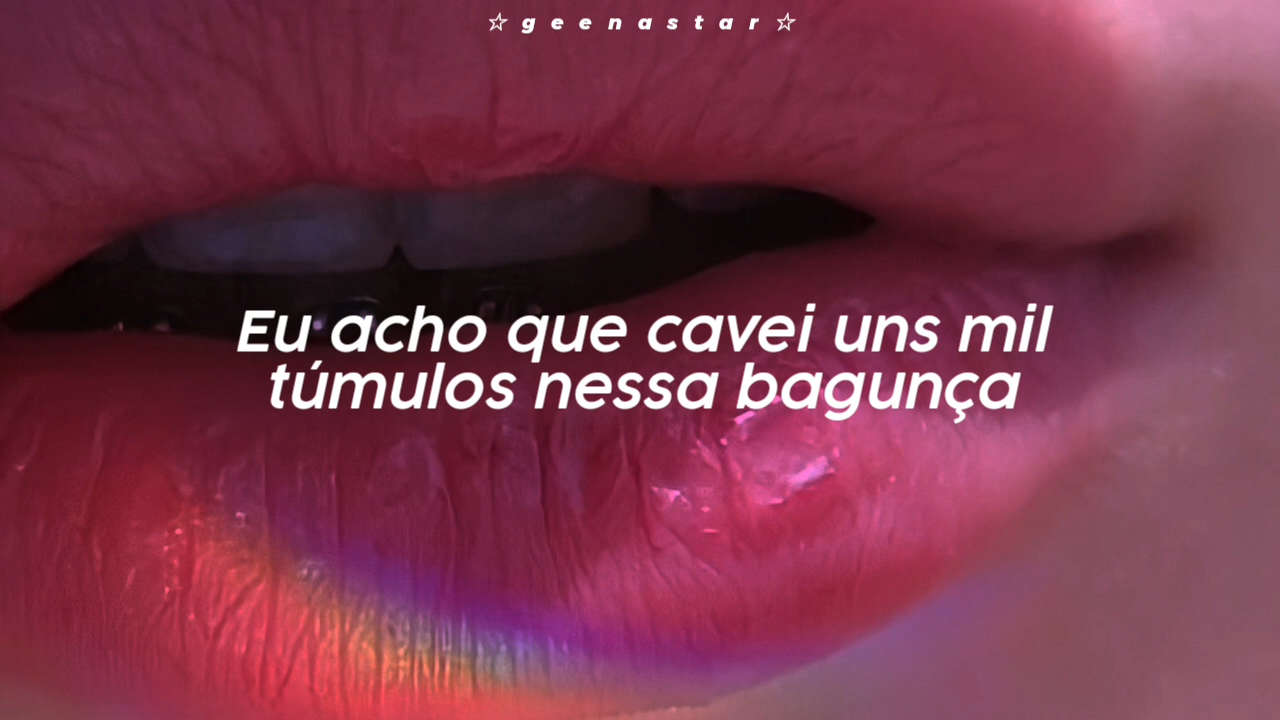 ☆ g e e n a s t a r ☆
Eu acho que cavei uns mil
túmulos nessa bagunça